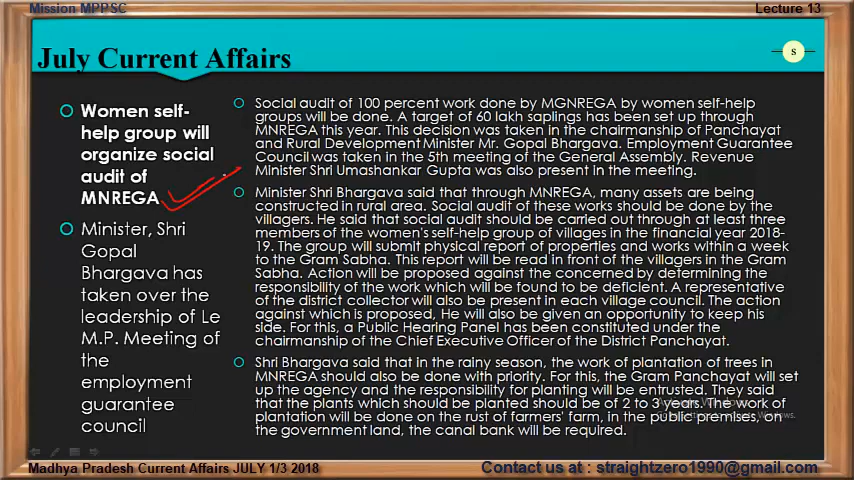 Mission MPPSC
Lecture 13
July Current Affairs
S
Women self-
help group will
organize social
audit of
MNREGA
Minister, Shri
Gopal
Bhargava has
taken over the
leadership of Le
M.P. Meeting of
the
employment
guarantee
council
Social audit of 100 percent work done by MGNREGA by women self-help
groups will be done. A target of 60 lakh saplings has been set up through
MNREGA this year. This decision was taken in the chairmanship of Panchayat
and Rural Development Minister Mr. Gopal Bhargava. Employment Guarantee
Council was taken in the 5th meeting of the General Assembly. Revenue
Minister Shri Umashankar Gupta was also present in the meeting.
Minister Shri Bhargava said that through MNREGA, many assets are being
constructed in rural area. Social audit of these works should be done by the
villagers. He said that social audit should be carried out through at least three
members of the women's self-help group of villages in the financial year 2018-
19. The group will submit physical report of properties and works within a week
to the Gram Sabha. This report will be read in front of the villagers in the Gram
Sabha. Action will be proposed against the concerned by determining the
responsibility of the work which will be found to be deficient. A representative
of the district collector will also be present in each village council. The action
against which is proposed, He will also be given an opportunity to keep his
side. For this, a Public Hearing Panel has been constituted under the
chairmanship of the Chief Executive Officer of the District Panchayat.
Shri Bhargava said that in the rainy season, the work of plantation of trees in
MNREGA should also be done with priority. For this, the Gram Panchayat will set
up the agency and the responsibility for planting will be entrusted. They said
that the plants which should be planted should be of 2 to 3 years. The work of
plantation will be done on the rust of farmers' farm, in the public premises, on
the government land, the canal bank will be required.
Madhya Pradesh Current Affairs JULY 1/3 2018
Contact us at : straightzero1990@gmail.com